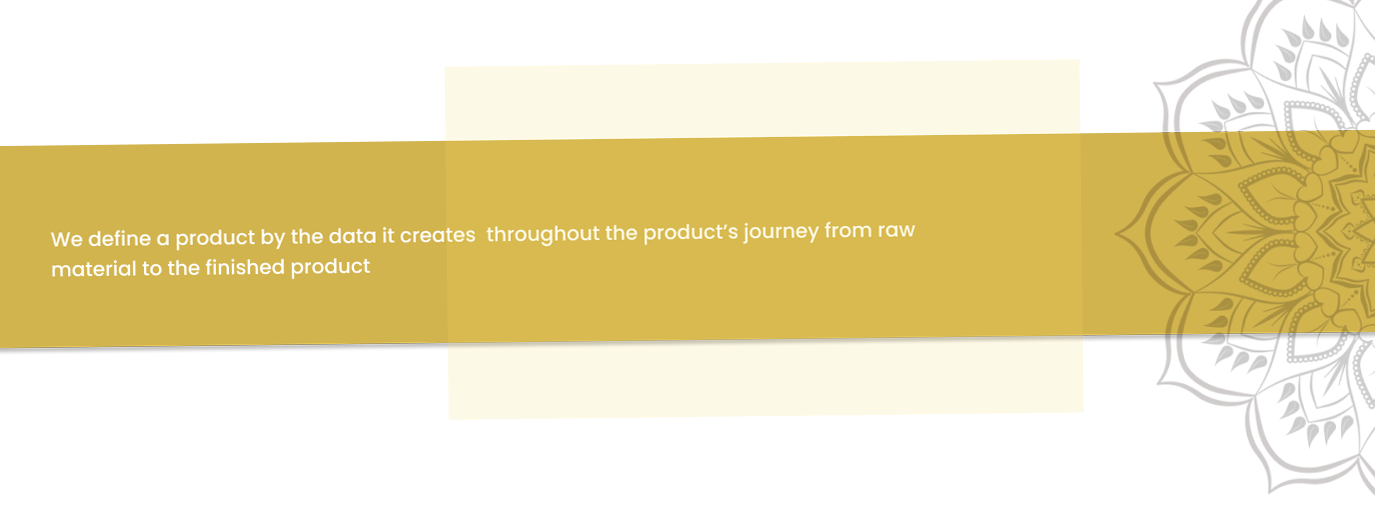 We define a product by the data it creates  throughout the product’s journey from raw
material to the finished product